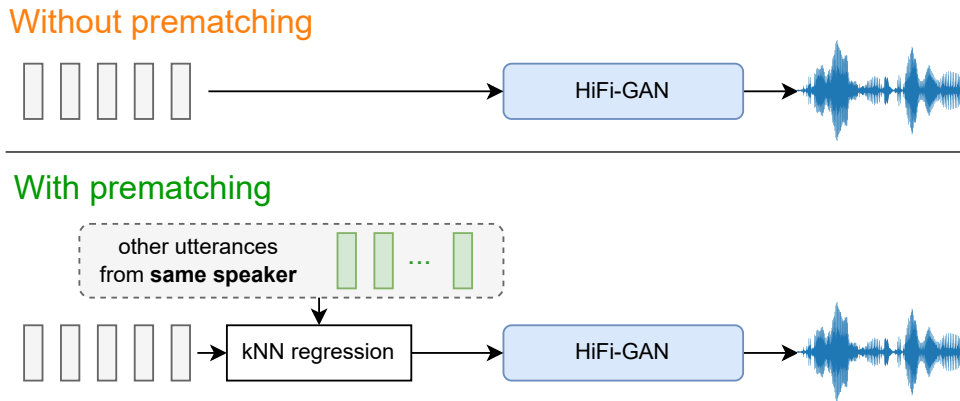 Without prematching
HiFi-GAN
With prematching
other utterances
from same speaker
...
kNN regression
HiFi-GAN